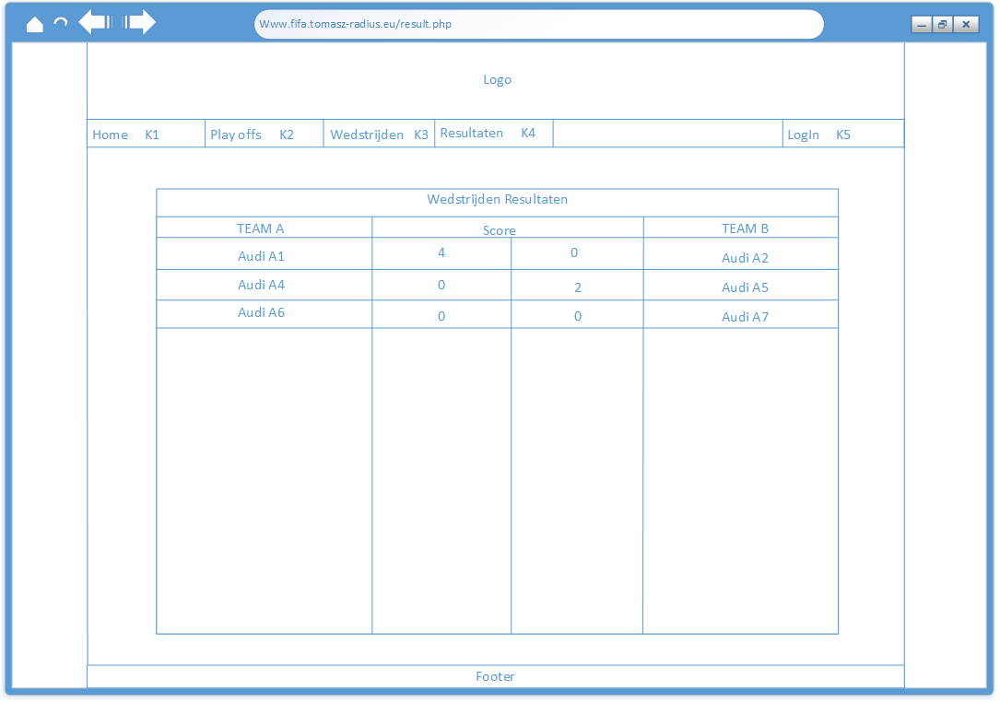 Www.fifa.tomasz-radius.eu/result.php
Logo
Home K1 Play offs K2 Wedstrijden K3 Resultaten K4 LogIn K5
Wedstrijden Resultaten
TEAM A Score TEAM B
Audi A1 4 0 Audi A2
Audi A4 0 2 Audi A5
Audi A6 0 0 Audi A7
Footer